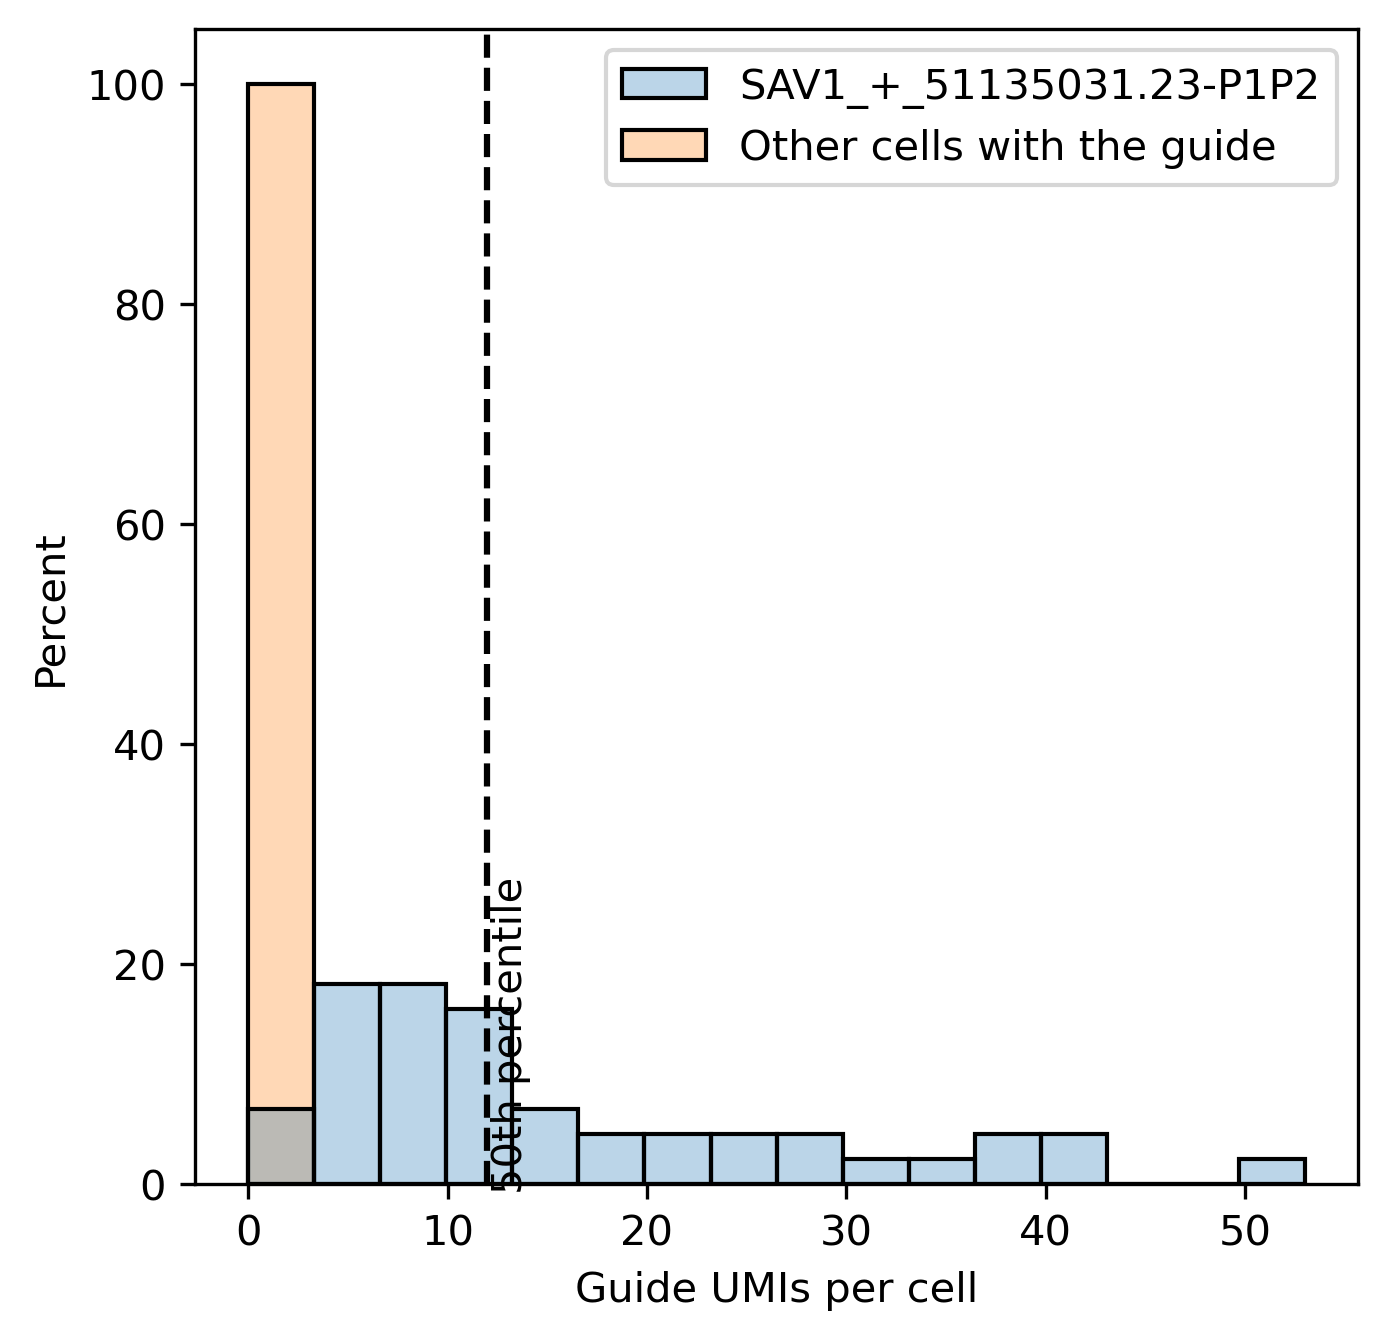 SAV1_+_51135031.23-P1P2
Other cells with the guide
100
80
60
40
20
0
Percent
50th percentile
0 10 20 30 40 50
Guide UMIs per cell